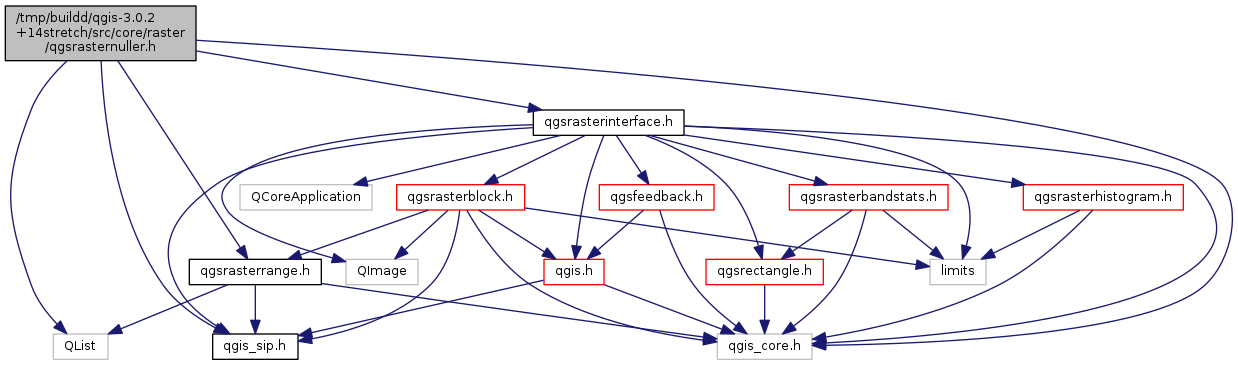 /tmp/buildd/qgis-3.0.2
+14stretch/src/core/raster
/qgsrasternuller.h
qgsrasterinterface.h
QCoreApplication
qgsrasterblock.h
qgsfeedback.h
qgsrasterbandstats.h
qgsrasterhistogram.h
qgsrasterrange.h
QImage
qgis.h
qgsrectangle.h
limits
QList
qgis_sip.h
qgis_core.h